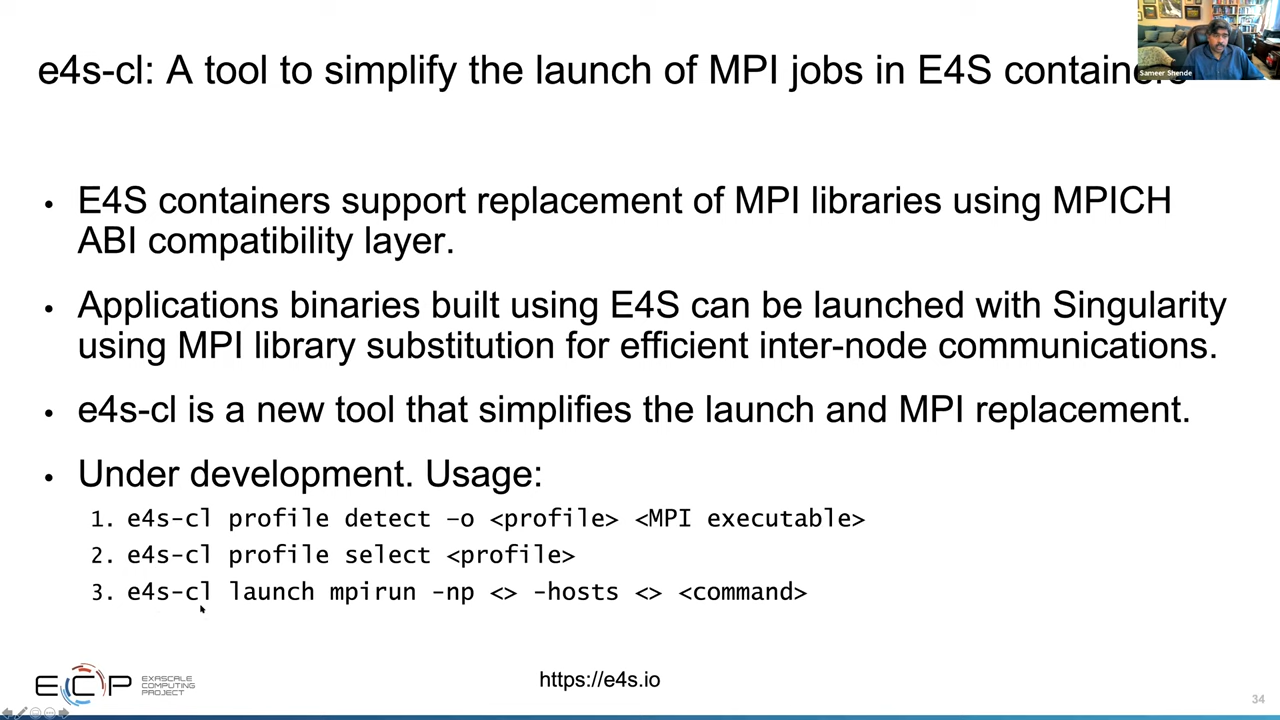 e4s-cl: A tool to simplify the launch of MPI jobs in E4S containers
Sameer Shende
• E4S containers support replacement of MPI libraries using MPICH
ABI compatibility layer.
• Applications binaries built using E4S can be launched with Singularity
using MPI library substitution for efficient inter-node communications.
• e4s-cl is a new tool that simplifies the launch and MPI replacement.
• Under development. Usage:
1. e4s-cl profile detect –o <profile> <MPI executable>
2. e4s-cl profile select <profile>
3. e4s-cl launch mpirun -np <> -hosts <> <command>
ECP
EXASCALE
COMPUTING
PROJECT
https://e4s.io
34